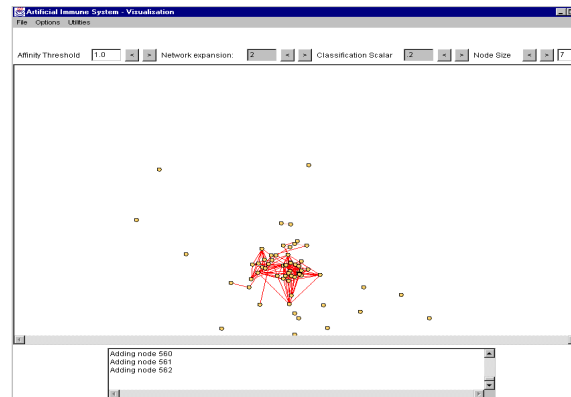 Artificial Immune System - Visualisation
File Options Utilities
Affinity Threshold 1.0 < > Network expansion: 2 < > Classification Scalar .2 < > Node Size < > 7
Adding node 560
Adding node 561
Adding node 562